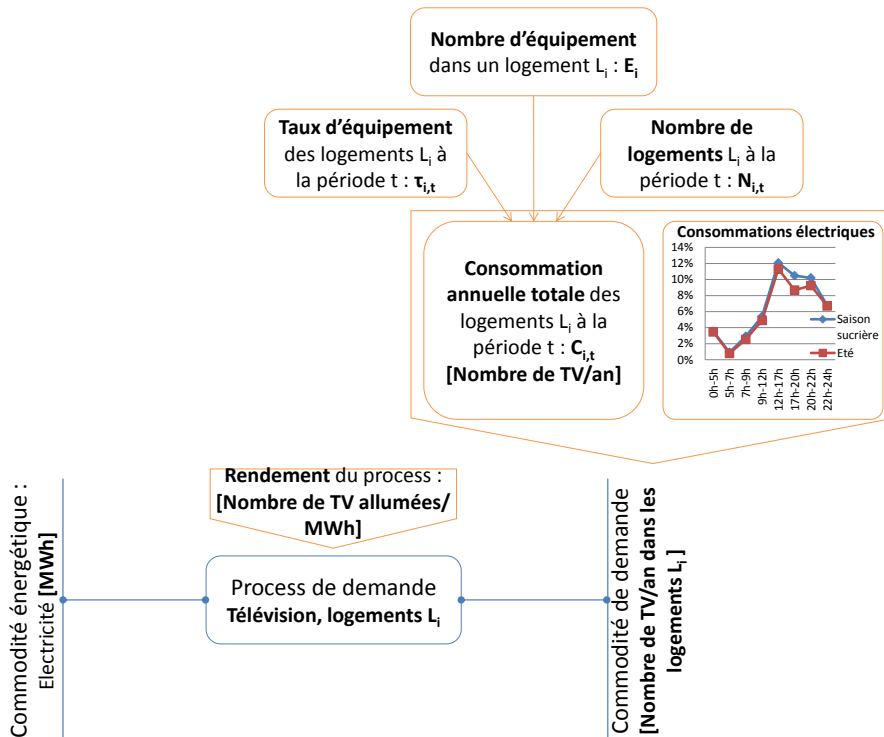 Nombre d’équipement
dans un logement Li : Ei
Taux d’équipement
des logements Li à
la période t : τi,t
Nombre de
logements Li à la
période t : Ni,t
Consommation
annuelle totale des
logements Li à la
période t : Ci,t
[Nombre de TV/an]
Consommations électriques
14%
12%
10%
8%
6%
4%
2%
0%
0h-5h
5h-7h
7h-9h
9h-12h
12h-17h
17h-20h
20h-22h
22h-24h
Saison
sucrière
Eté
Commodité énergétique :
Electricité [MWh]
Rendement du process :
[Nombre de TV allumées/
MWh]
Process de demande
Télévision, logements Li
Commodité de demande
[Nombre de TV/an dans les
logements Li ]